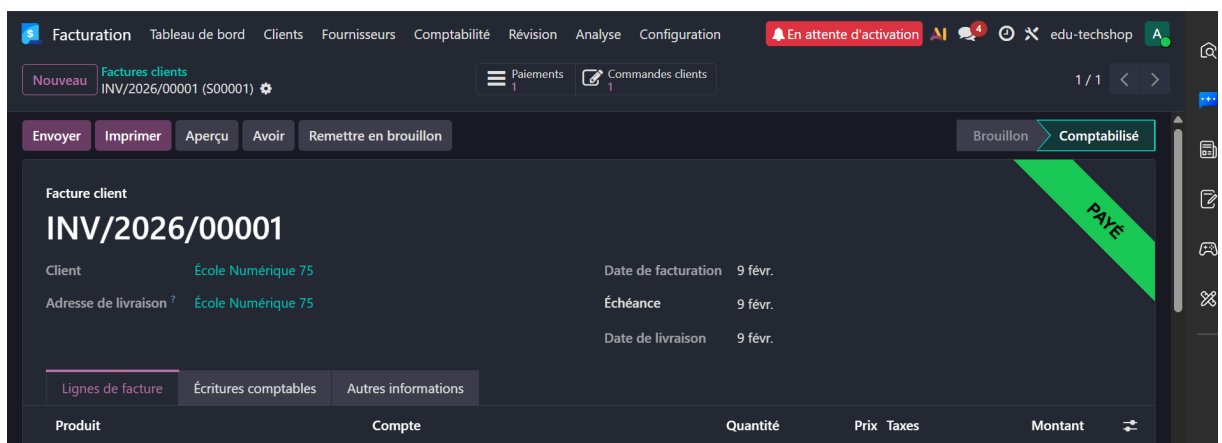 Facturation Tableau de bord Clients Fournisseurs Comptabilité Révision Analyse Configuration En attente d'activation AI 4 edu-techshop A
Nouveau Factures clients
INV/2026/00001 (S00001)
Paiements
1
Commandes clients
1
1 / 1
Envoyer Imprimer Aperçu Avoir Remettre en brouillon Brouillon Comptabilisé
PAYÉ
Facture client
INV/2026/00001
Client École Numérique 75 Date de facturation 9 févr.
Adresse de livraison ? École Numérique 75 Échéance 9 févr.
Date de livraison 9 févr.
Lignes de facture Écritures comptables Autres informations
Produit Compte Quantité Prix Taxes Montant